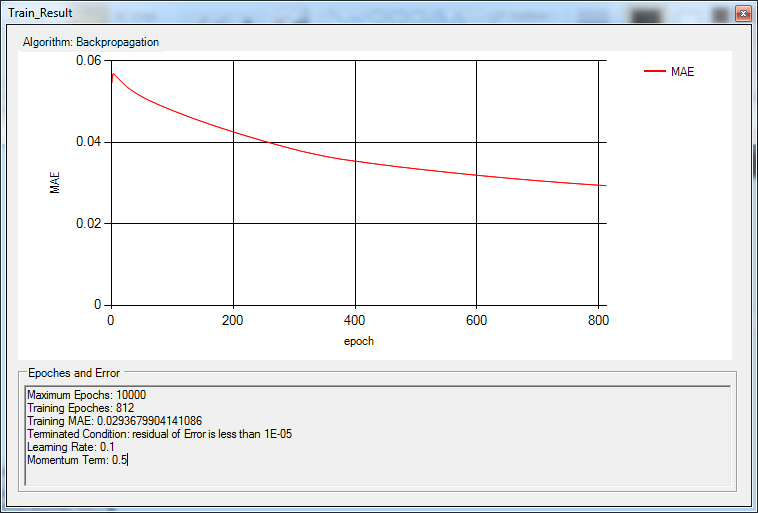 Train_Result
Algorithm: Backpropagation
0.06
0.04
0.02
0
MAE
0 200 400 600 800
epoch
MAE
Epoches and Error
Maximum Epochs: 10000
Training Epoches: 812
Training MAE: 0.0293679904141086
Terminated Condition: residual of Error is less than 1E-05
Learning Rate: 0.1
Momentum Term: 0.5